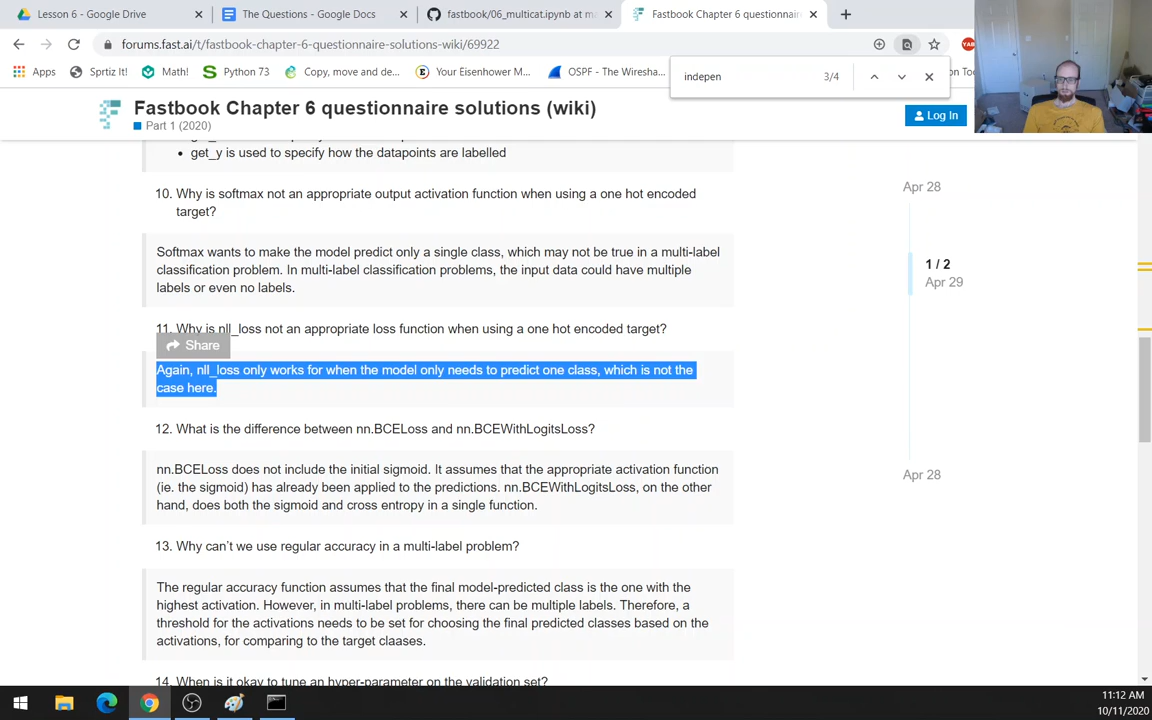 Lesson 6 - Google Drive
The Questions - Google Docs
fastbook/06_multicat.ipynb at ma
Fastbook Chapter 6 questionnair
forums.fast.ai/t/fastbook-chapter-6-questionnaire-solutions-wiki/69922
Apps
Sprtiz It!
Math!
Python 73
Copy, move and de...
Your Eisenhower M...
OSPF - The Wiresha...
indepen
3/4
Fastbook Chapter 6 questionnaire solutions (wiki)
Part 1 (2020)
Log In
get_y is used to specify how the datapoints are labelled
10. Why is softmax not an appropriate output activation function when using a one hot encoded
target?
Softmax wants to make the model predict only a single class, which may not be true in a multi-label
classification problem. In multi-label classification problems, the input data could have multiple
labels or even no labels.
11. Why is nll_loss not an appropriate loss function when using a one hot encoded target?
Share
Again, nll_loss only works for when the model only needs to predict one class, which is not the
case here.
12. What is the difference between nn.BCELoss and nn.BCEWithLogitsLoss?
nn.BCELoss does not include the initial sigmoid. It assumes that the appropriate activation function
(ie. the sigmoid) has already been applied to the predictions. nn.BCEWithLogitsLoss, on the other
hand, does both the sigmoid and cross entropy in a single function.
13. Why can't we use regular accuracy in a multi-label problem?
The regular accuracy function assumes that the final model-predicted class is the one with the
highest activation. However, in multi-label problems, there can be multiple labels. Therefore, a
threshold for the activations needs to be set for choosing the final predicted classes based on the
activations, for comparing to the target claases.
14. When is it okay to tune an hyper-parameter on the validation set?
Apr 28
1 / 2
Apr 29
Apr 28
11:12 AM
10/11/2020